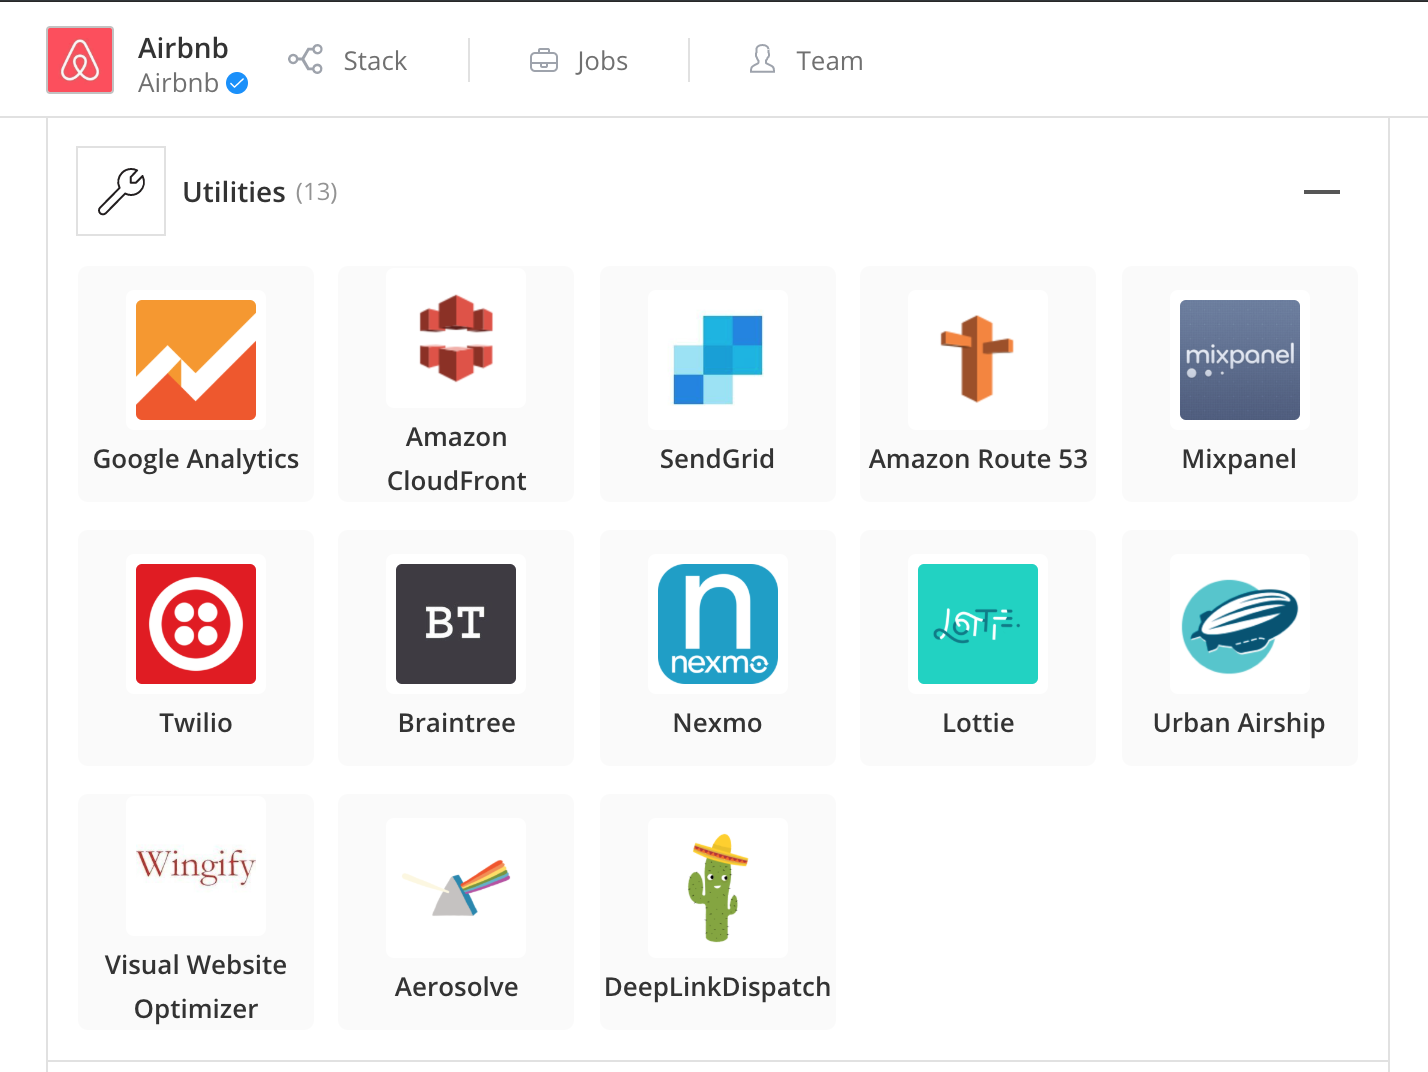 Airbnb
Airbnb
Stack
Jobs
Team
Utilities (13)
Google Analytics
Amazon
CloudFront
SendGrid
Amazon Route 53
mixpanel
Mixpanel
Twilio
BT
Braintree
n
nexmo
Nexmo
LOTTIE
Lottie
Urban Airship
Wingify
Visual Website
Optimizer
Aerosolve
DeepLinkDispatch